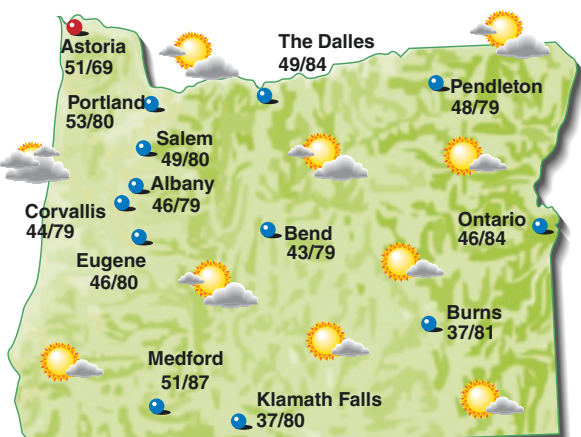 Astoria
51/69
The Dalles
49/84
Pendleton
48/79
Portland
53/80
Salem
49/80
Albany
46/79
Corvallis
44/79
Eugene
46/80
Bend
43/79
Ontario
46/84
Burns
37/81
Medford
51/87
Klamath Falls
37/80